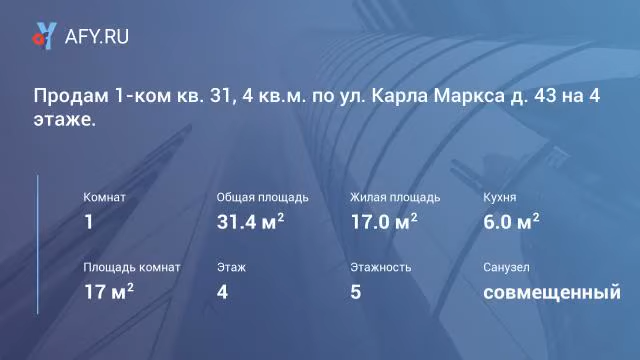 AFY.RU
Продам 1-ком кв. 31, 4 кв.м. по ул. Карла Маркса д. 43 на 4
этаже.
Комнат Общая площадь Жилая площадь Кухня
1 31.4 м² 17.0 м² 6.0 м²
Площадь комнат Этаж Этажность Санузел
17 м² 4 5 совмещенный